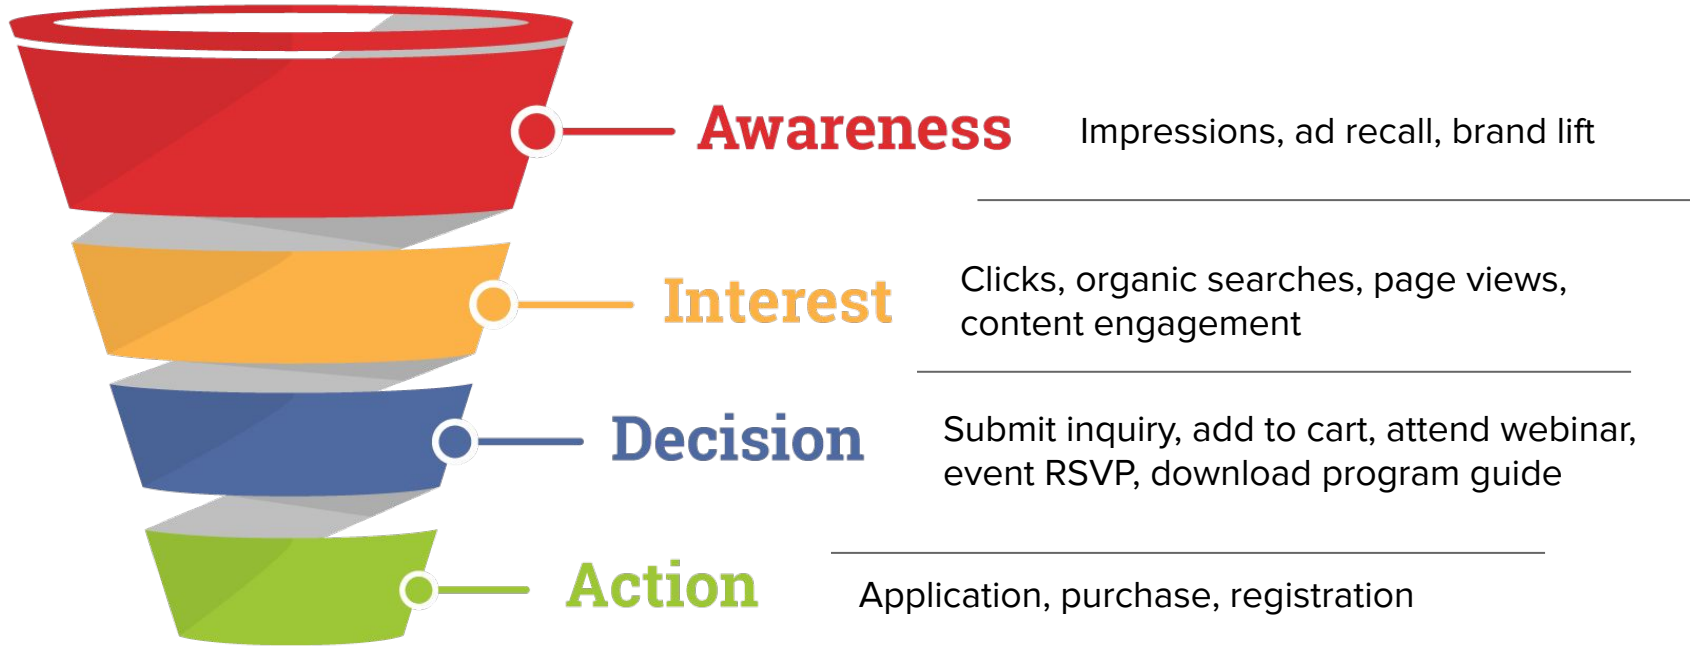 Awareness
Impressions, ad recall, brand lift
Interest
Clicks, organic searches, page views,
content engagement
Decision
Submit inquiry, add to cart, attend webinar,
event RSVP, download program guide
Action
Application, purchase, registration